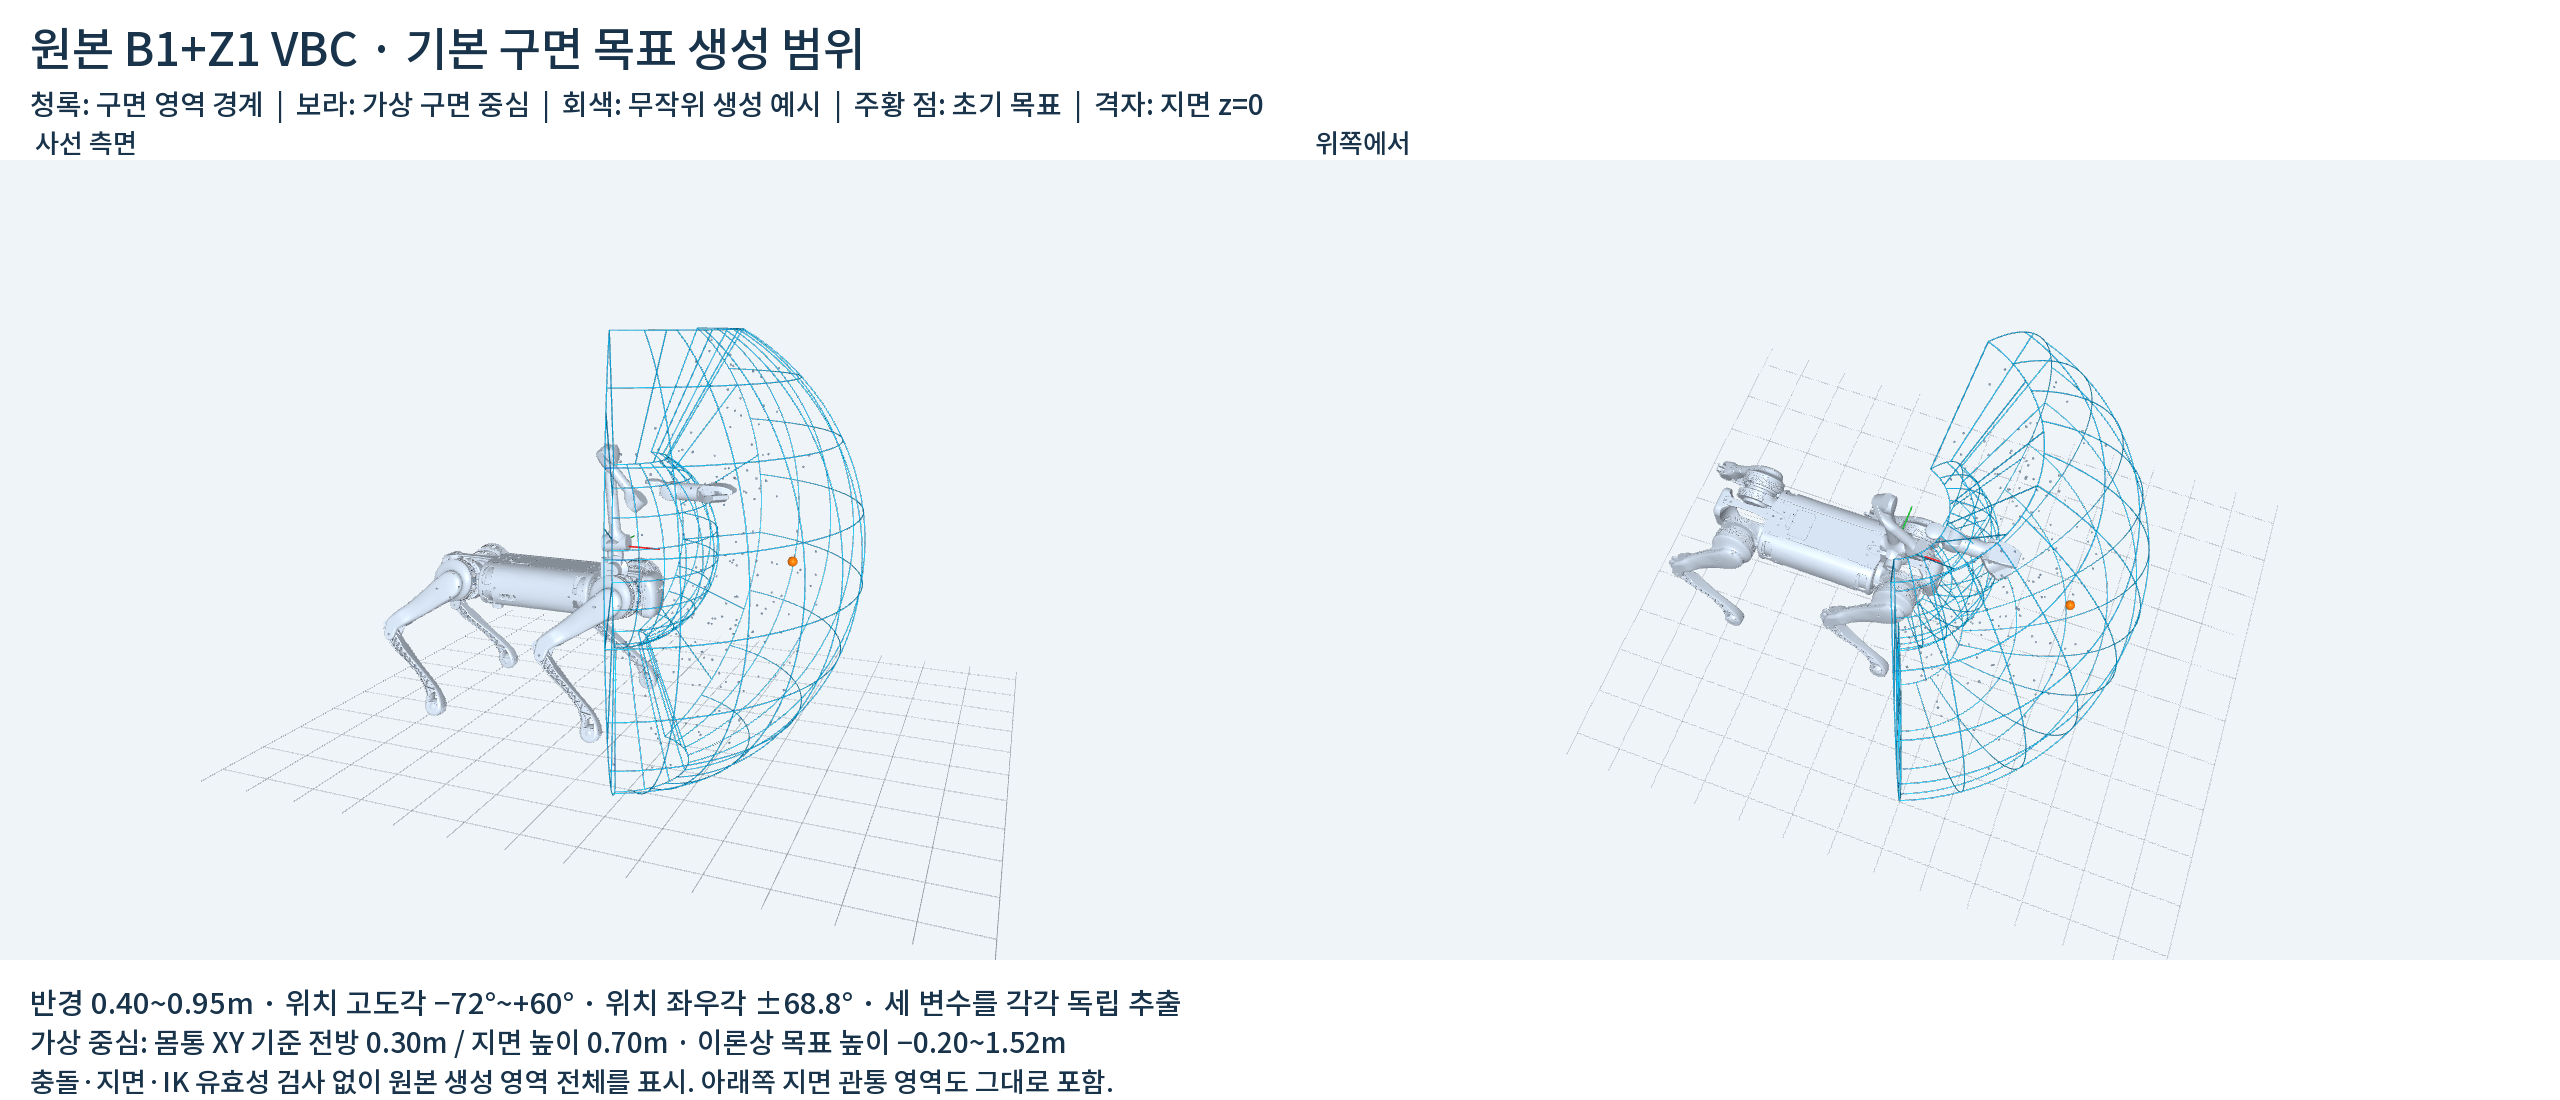 원본 B1+Z1 VBC · 기본 구면 목표 생성 범위
청록: 구면 영역 경계 | 보라: 가상 구면 중심 | 회색: 무작위 생성 예시 | 주황 점: 초기 목표 | 격자: 지면 z=0
사선 측면
위쪽에서
반경 0.40~0.95m · 위치 고도각 −72°~+60° · 위치 좌우각 ±68.8° · 세 변수를 각각 독립 추출
가상 중심: 몸통 XY 기준 전방 0.30m / 지면 높이 0.70m · 이론상 목표 높이 −0.20~1.52m
충돌·지면·IK 유효성 검사 없이 원본 생성 영역 전체를 표시. 아래쪽 지면 관통 영역도 그대로 포함.